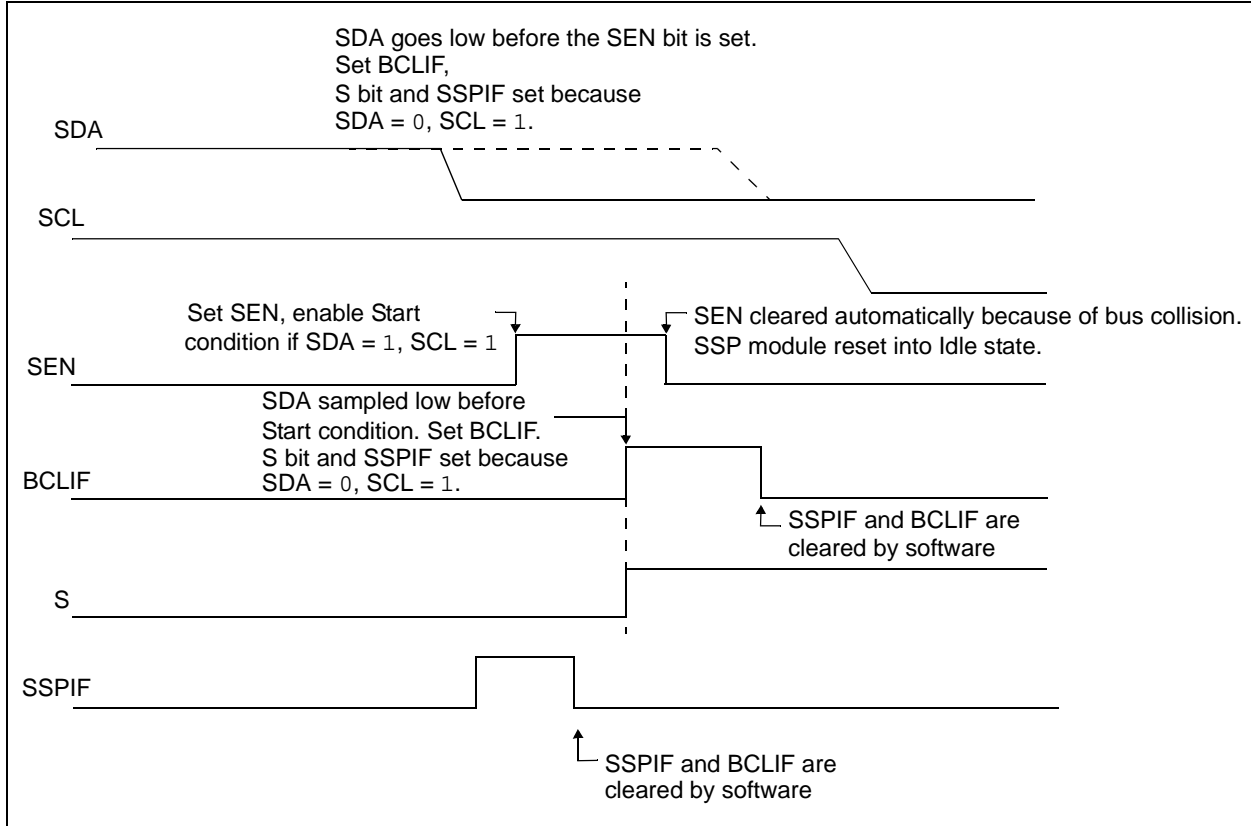 SDA goes low before the SEN bit is set.
Set BCLIF,
S bit and SSPIF set because
SDA = 0, SCL = 1.
SDA
SCL
Set SEN, enable Start
condition if SDA = 1, SCL = 1
SEN cleared automatically because of bus collision.
SSP module reset into Idle state.
SEN
SDA sampled low before
Start condition. Set BCLIF.
S bit and SSPIF set because
SDA = 0, SCL = 1.
BCLIF
SSPIF and BCLIF are
cleared by software
S
SSPIF
SSPIF and BCLIF are
cleared by software